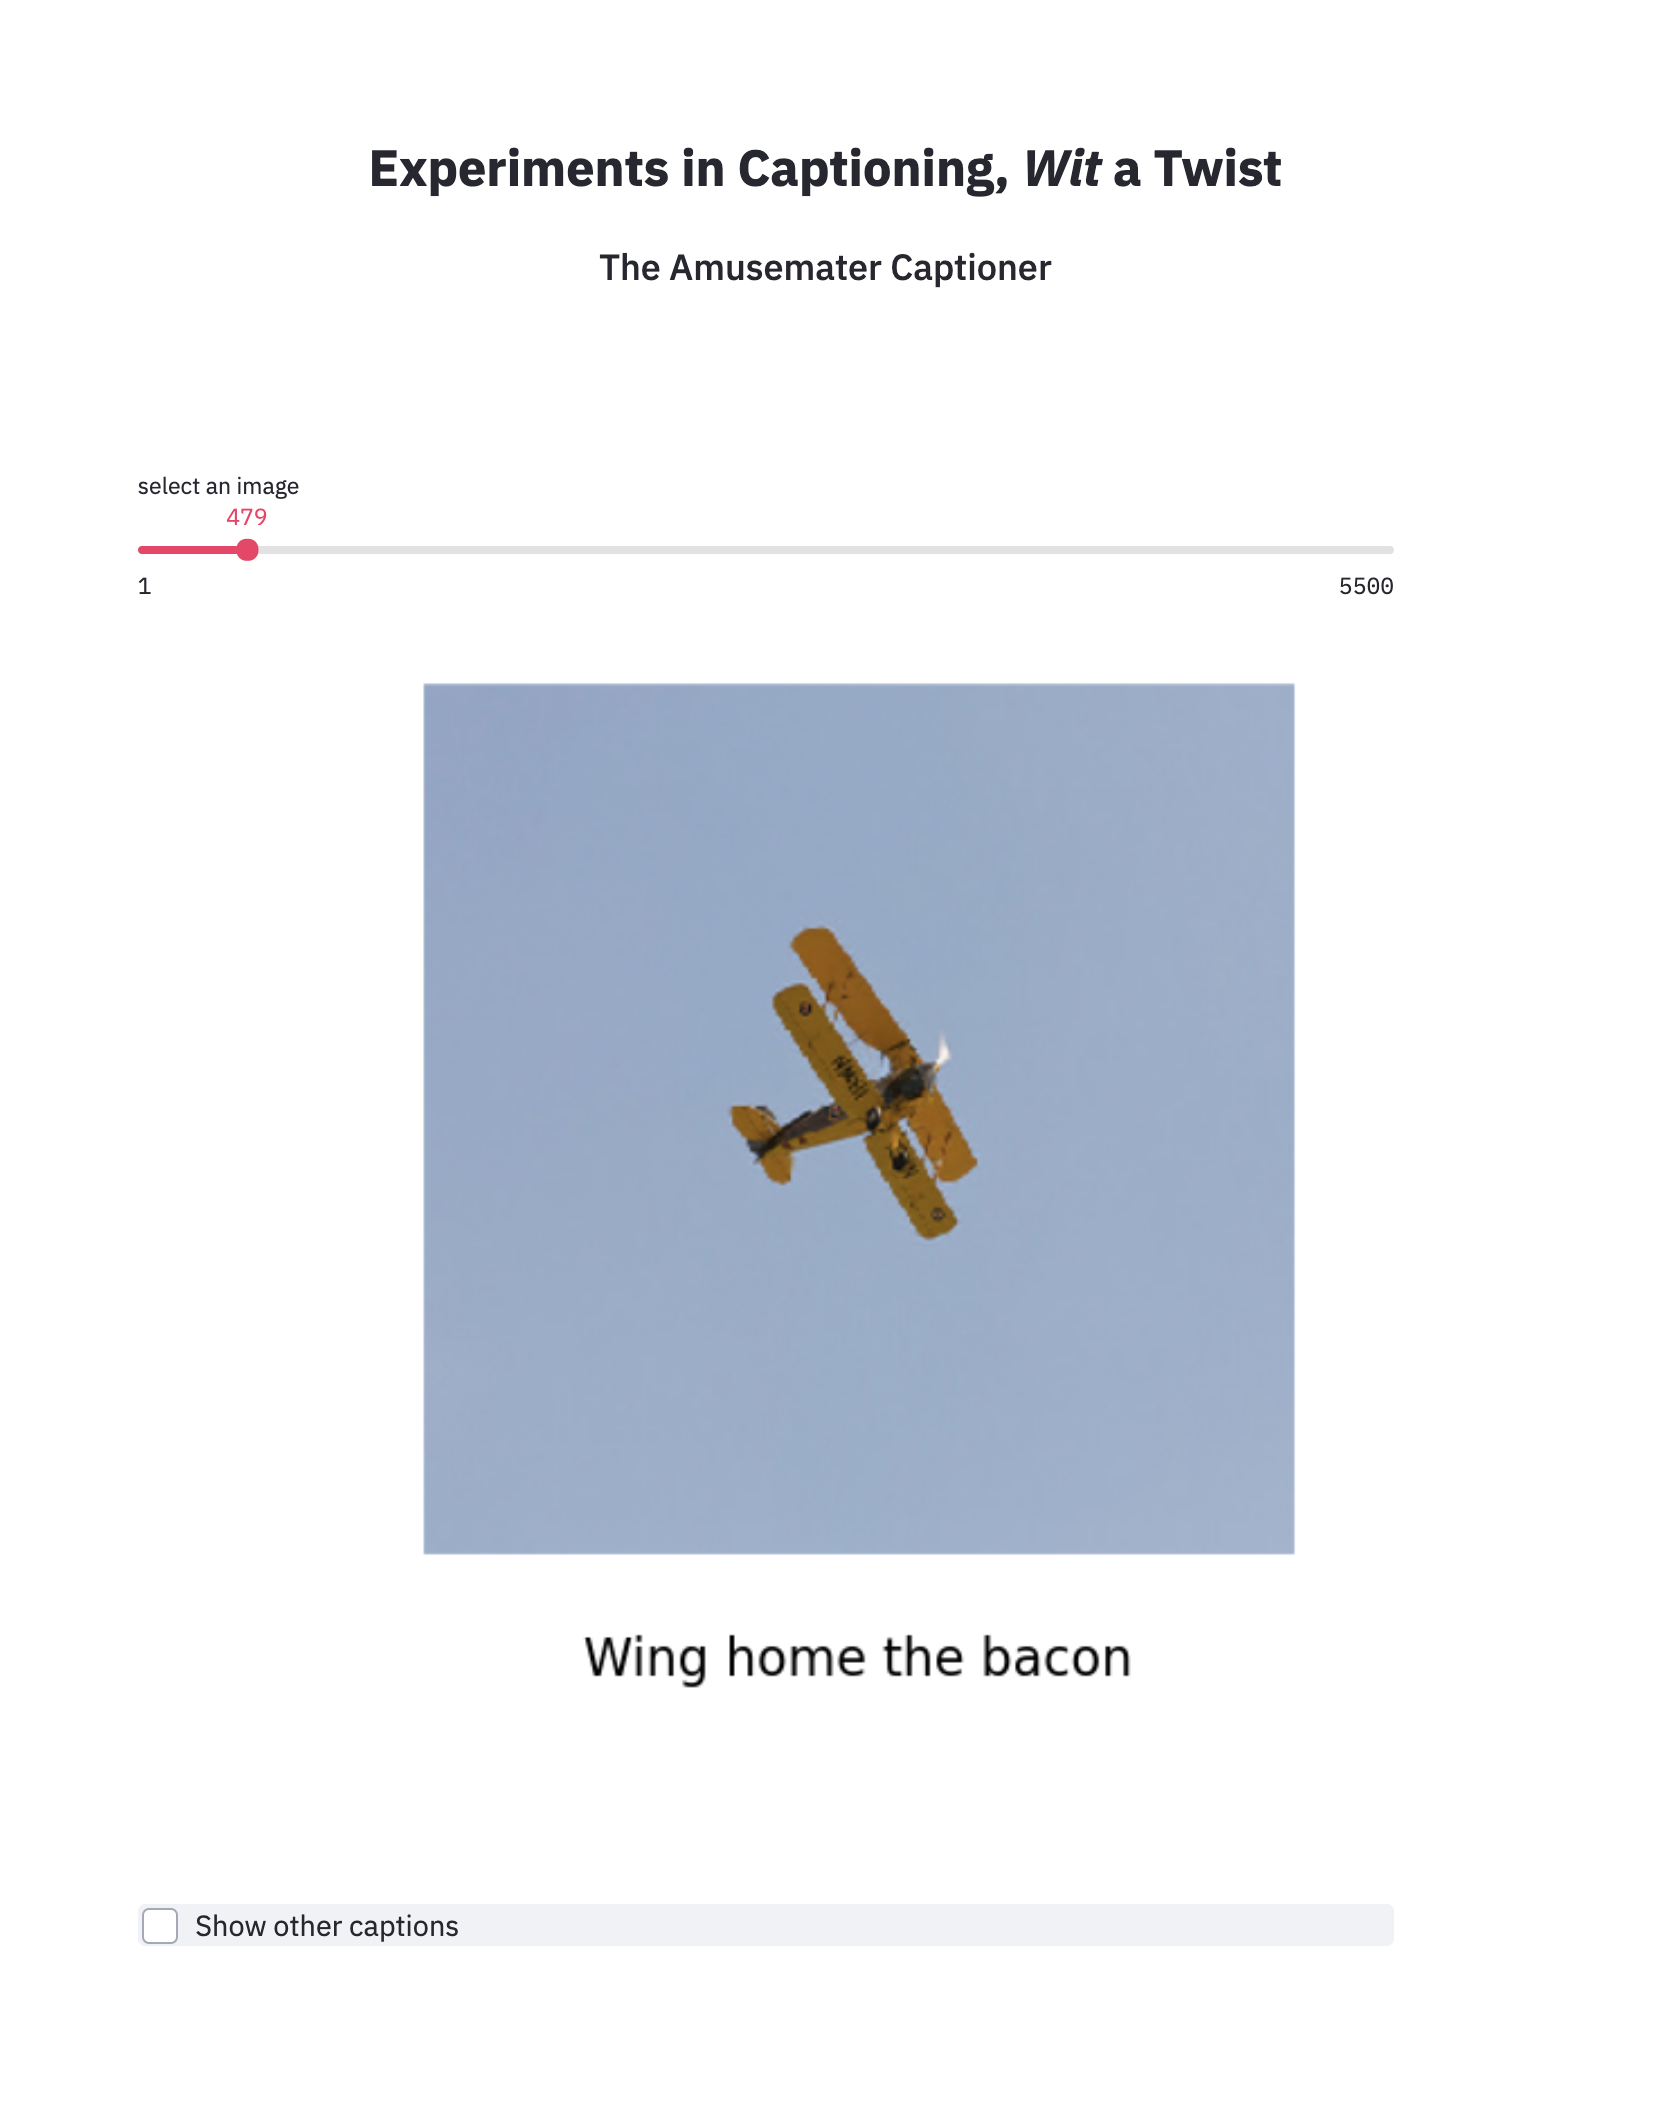 Experiments in Captioning, Wit a Twist
The Amusemater Captioner
select an image
479
1 5500
Wing home the bacon
Show other captions